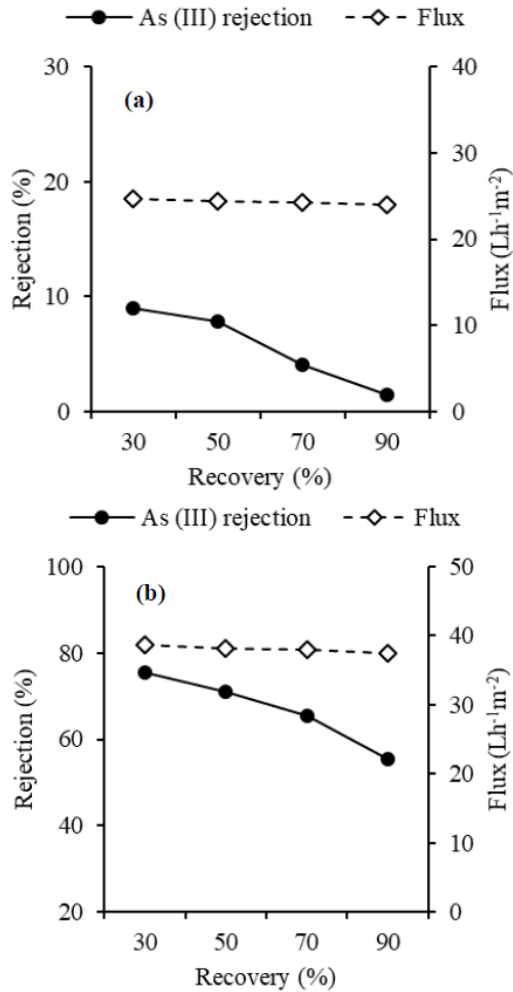 As (III) rejection Flux
30 40
(a)
30
20
20
10
10
0 0
30 50 70 90
Recovery (%)
Rejection (%)
Flux (Lh-1m-2)
As (III) rejection Flux
100 50
(b)
40
80
30
60
20
40
10
20 0
30 50 70 90
Recovery (%)
Rejection (%)
Flux (Lh-1m-2)